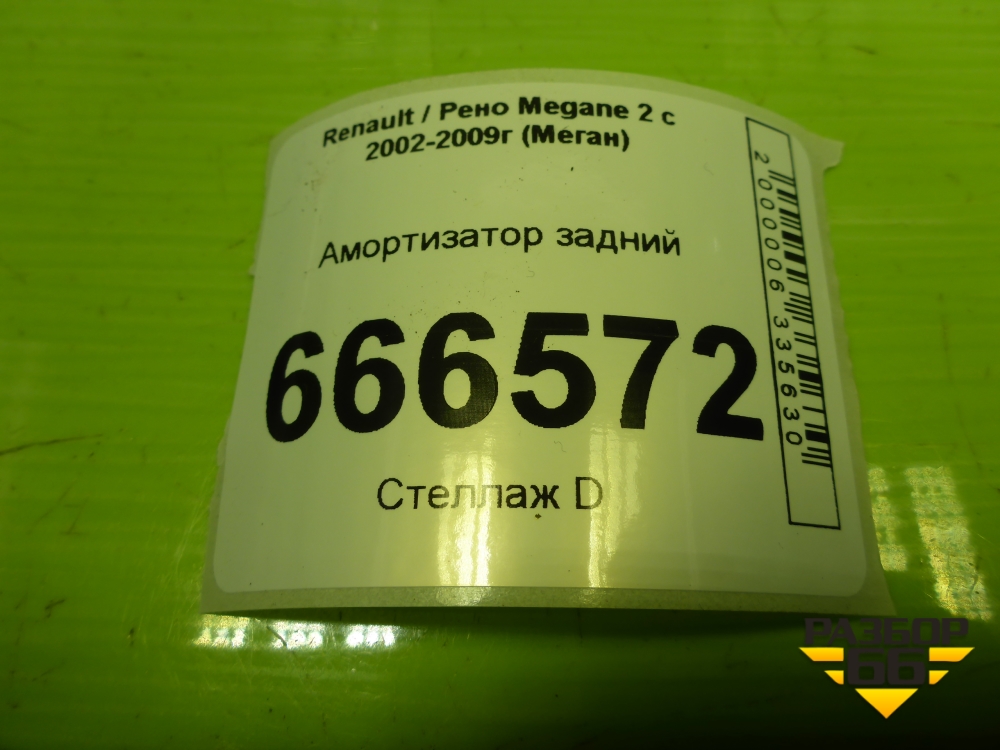 Renault / Рено Megane 2 с
2002-2009г (Меган)
Амортизатор задний
666572
Стеллаж D
2000006335630
РАЗБОР
66